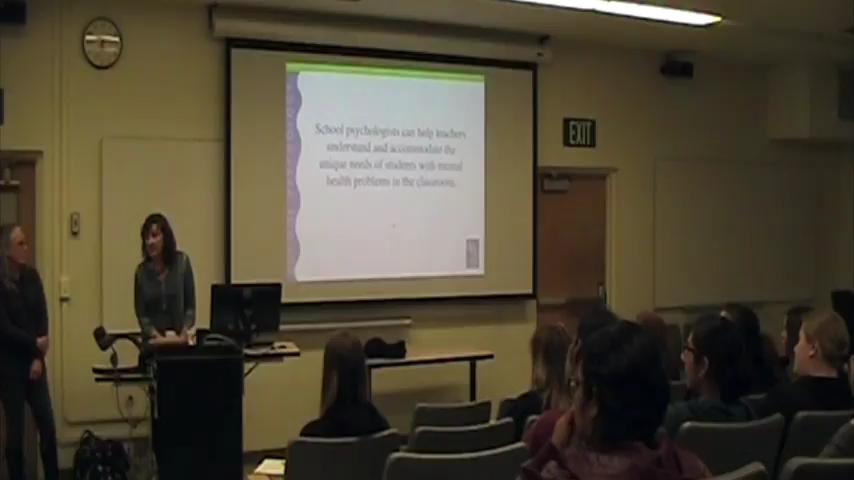 School psychologists can help teachers
understand and accommodate the
unique needs of students with mental
health problems in the classroom.
EXIT